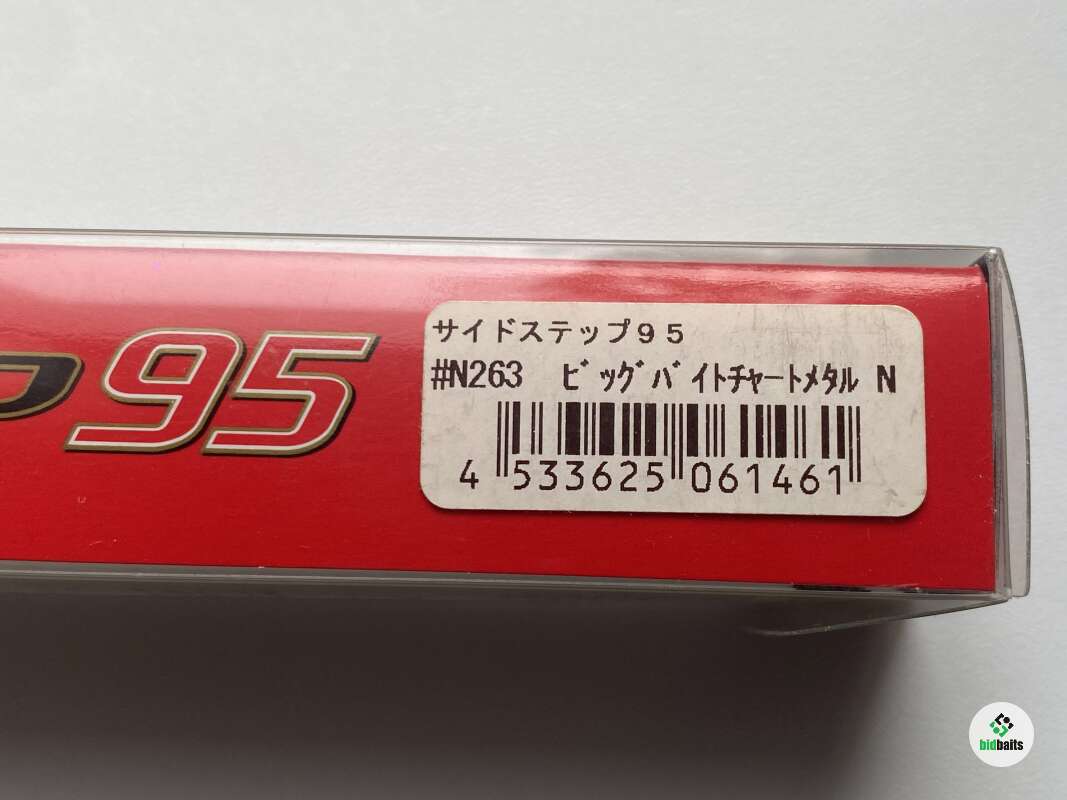 P95
サイドステップ９５
#N263 ﾋﾞｯｸﾞﾊﾞｲﾄﾁｬｰﾄﾒﾀﾙ N
4 533625 061461
bidbaits